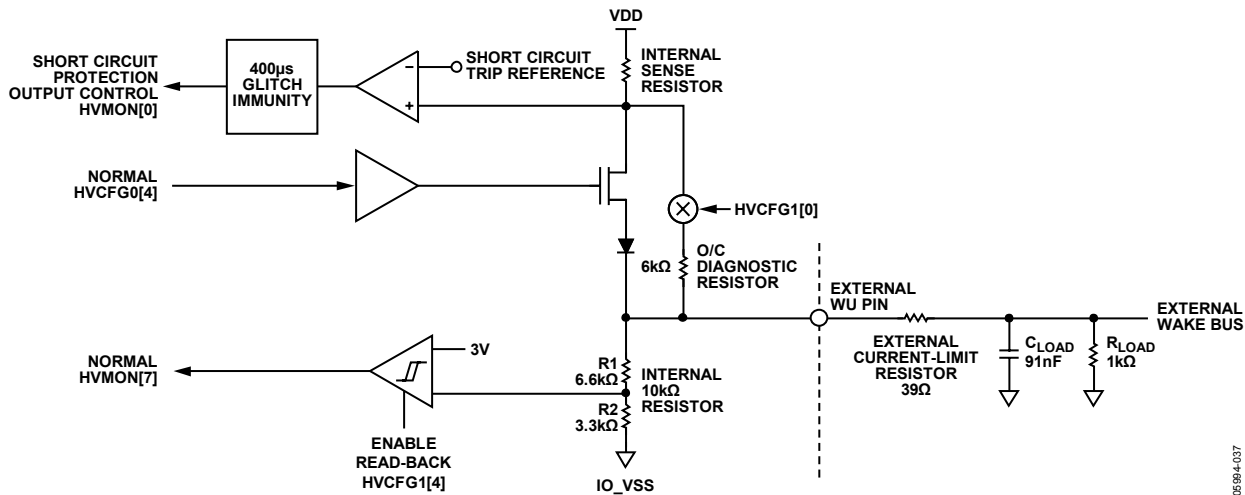 VDD
SHORT CIRCUIT
PROTECTION
OUTPUT CONTROL
HVMON[0]
400µs
GLITCH
IMMUNITY
–
+
SHORT CIRCUIT
TRIP REFERENCE
INTERNAL
SENSE
RESISTOR
NORMAL
HVCFG0[4]
HVCFG1[0]
6kΩ
O/C
DIAGNOSTIC
RESISTOR
EXTERNAL
WU PIN
EXTERNAL
WAKE BUS
EXTERNAL
CURRENT-LIMIT
RESISTOR
39Ω
CLOAD
91nF
RLOAD
1kΩ
NORMAL
HVMON[7]
3V
R1
6.6kΩ
INTERNAL
10kΩ
RESISTOR
R2
3.3kΩ
ENABLE
READ-BACK
HVCFG1[4]
IO_VSS
05994-037